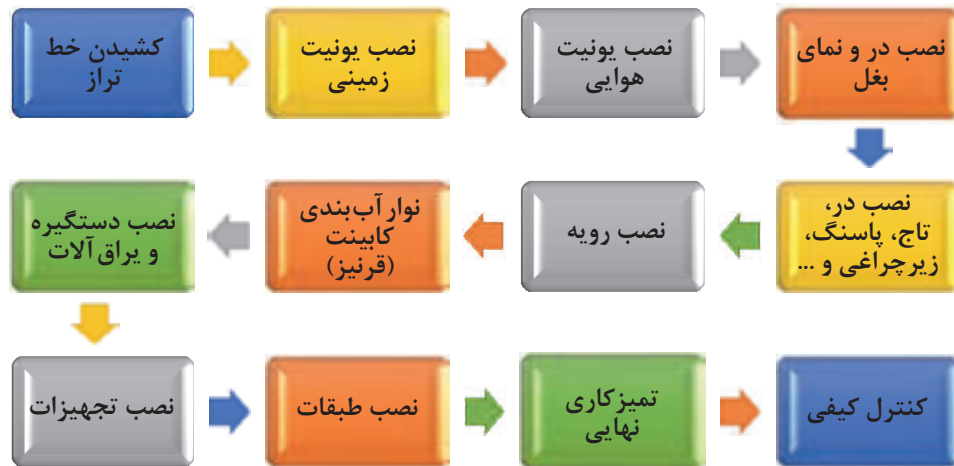 کشیدن خط
تراز
نصب یونیت
زمینی
نصب یونیت
هوایی
نصب در و نمای
بغل
نصب در،
تاج، پاسنگ،
زیرچراغی و ...
نصب رویه
نوار آب‌بندی
کابینت
(قرنیز)
نصب دستگیره
و یراق‌آلات
نصب تجهیزات
نصب طبقات
تمیزکاری
نهایی
کنترل کیفی